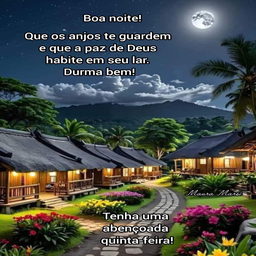 Boa noite!
Que os anjos te guardem
e que a paz de Deus
habite em seu lar.
Durma bem!
Tenha uma
abençoada
quinta-feira!